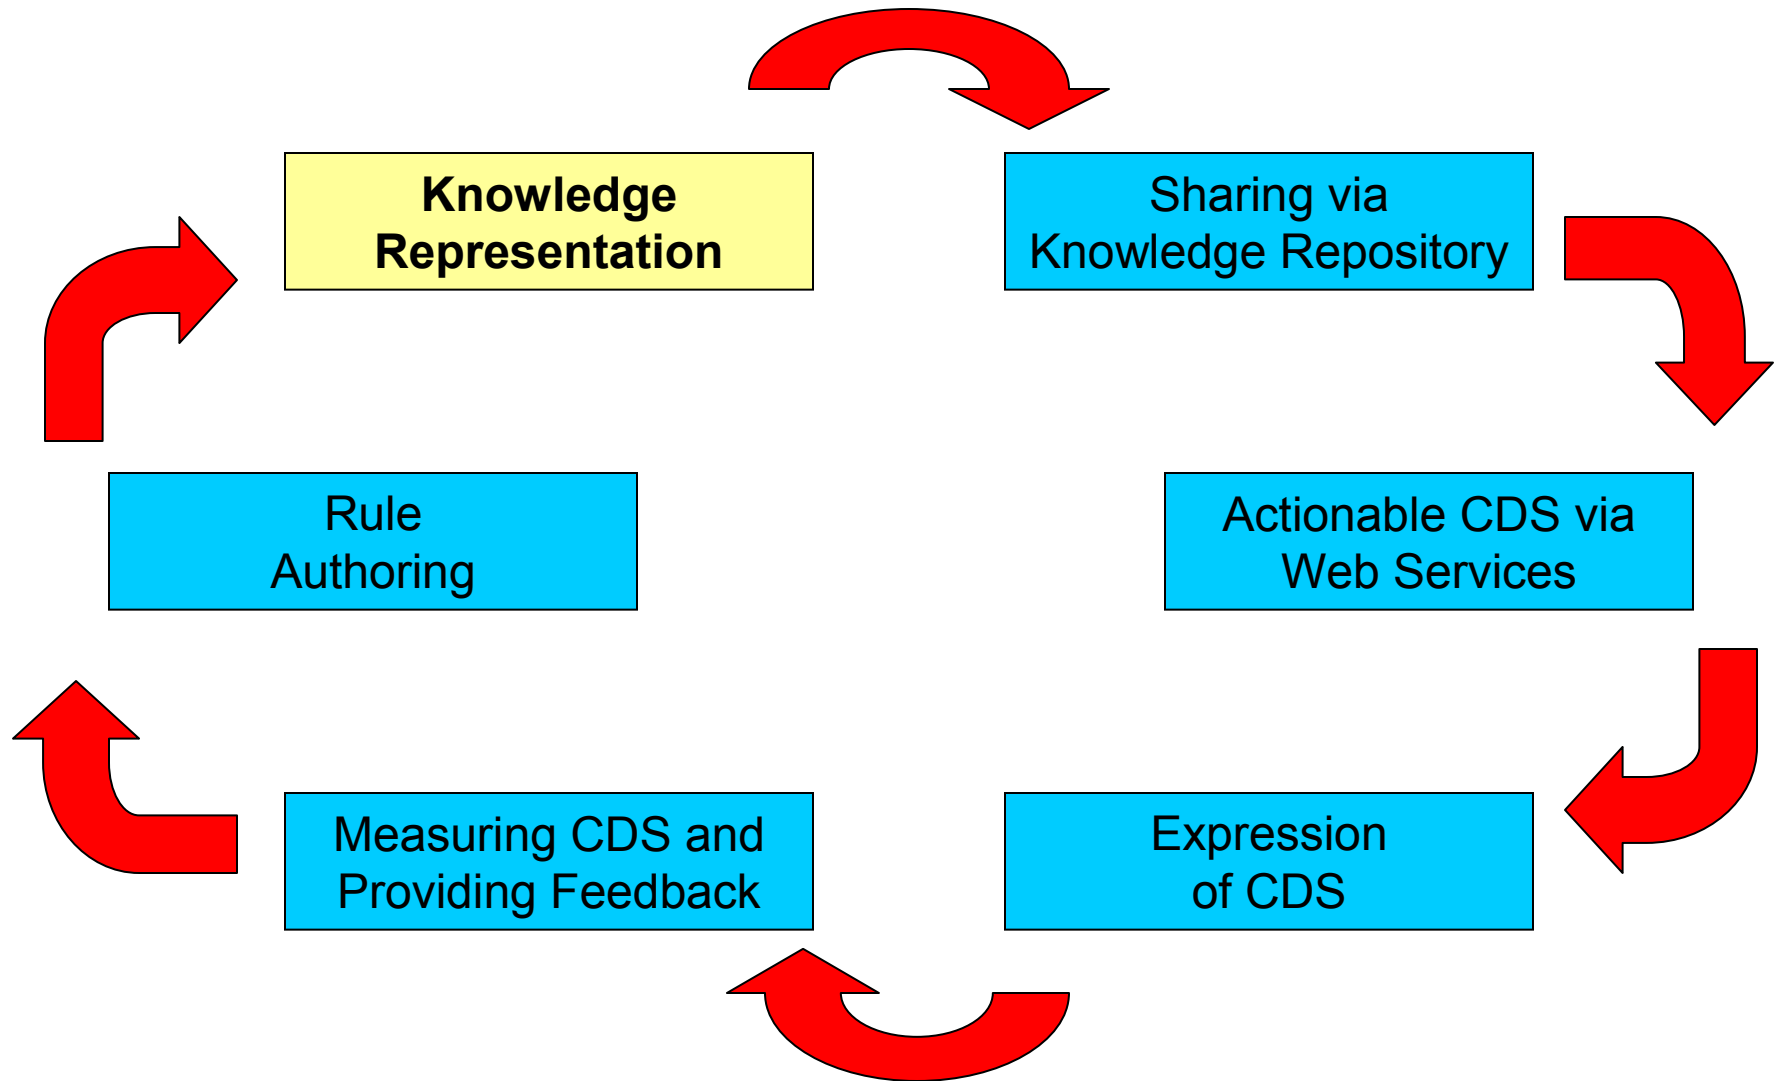 Knowledge
Representation
Sharing via
Knowledge Repository
Rule
Authoring
Actionable CDS via
Web Services
Measuring CDS and
Providing Feedback
Expression
of CDS